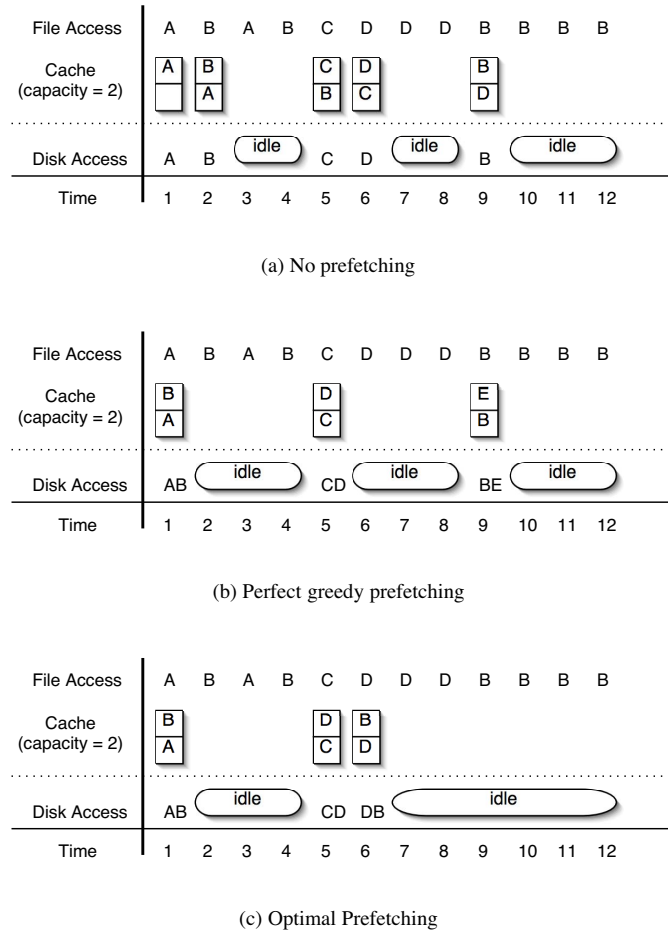 File Access A B A B C D D D B B B B
Cache A B C D B
(capacity = 2) A B C D
idle idle idle
Disk Access A B C D B
Time 1 2 3 4 5 6 7 8 9 10 11 12
(a) No prefetching
File Access A B A B C D D D B B B B
Cache B D E
(capacity = 2) A C B
idle idle idle
Disk Access AB CD BE
Time 1 2 3 4 5 6 7 8 9 10 11 12
(b) Perfect greedy prefetching
File Access A B A B C D D D B B B B
Cache B D B
(capacity = 2) A C D
idle idle
Disk Access AB CD DB
Time 1 2 3 4 5 6 7 8 9 10 11 12
(c) Optimal Prefetching